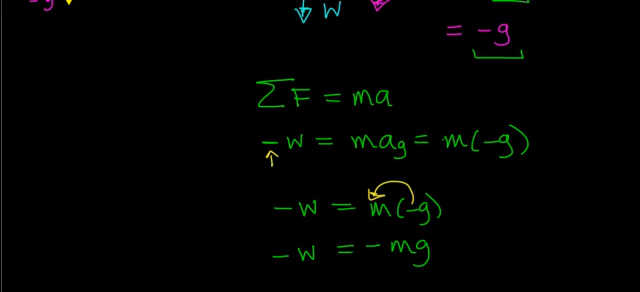 -g
W
= -g
ΣF = ma
-W = ma_g = m(-g)
-W = m(-g)
-W = -mg